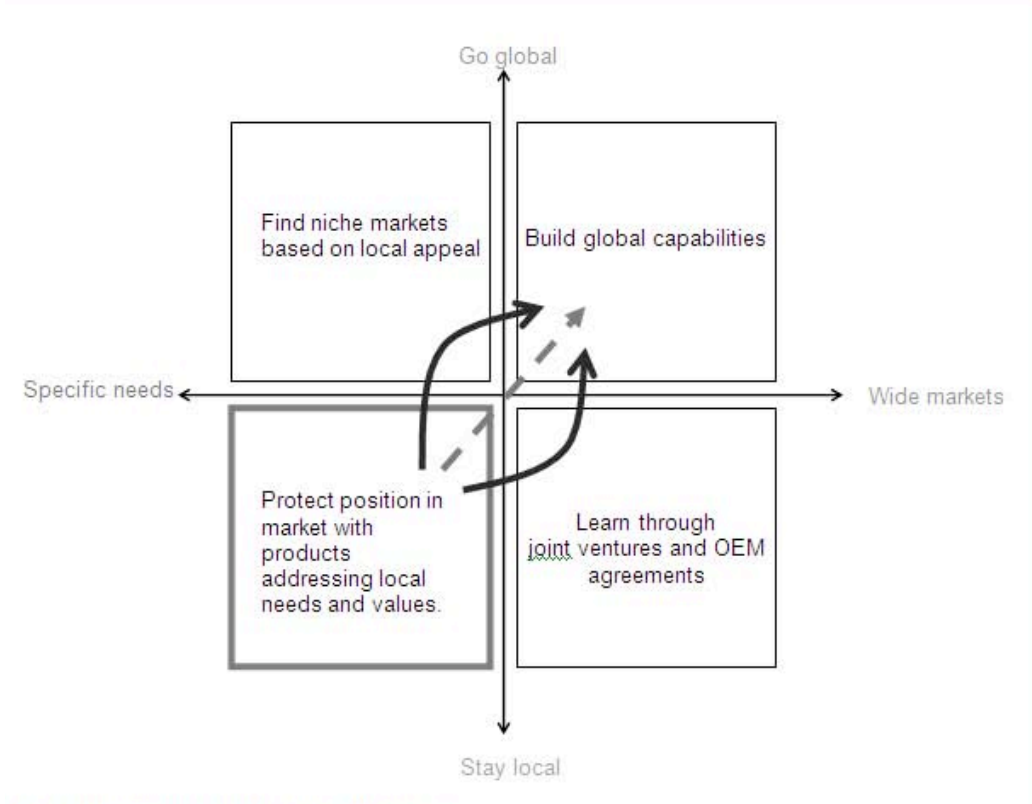 Go global
Find niche markets
based on local appeal
Build global capabilities
Specific needs
Wide markets
Protect position in
market with
products
addressing local
needs and values.
Learn through
joint ventures and OEM
agreements
Stay local